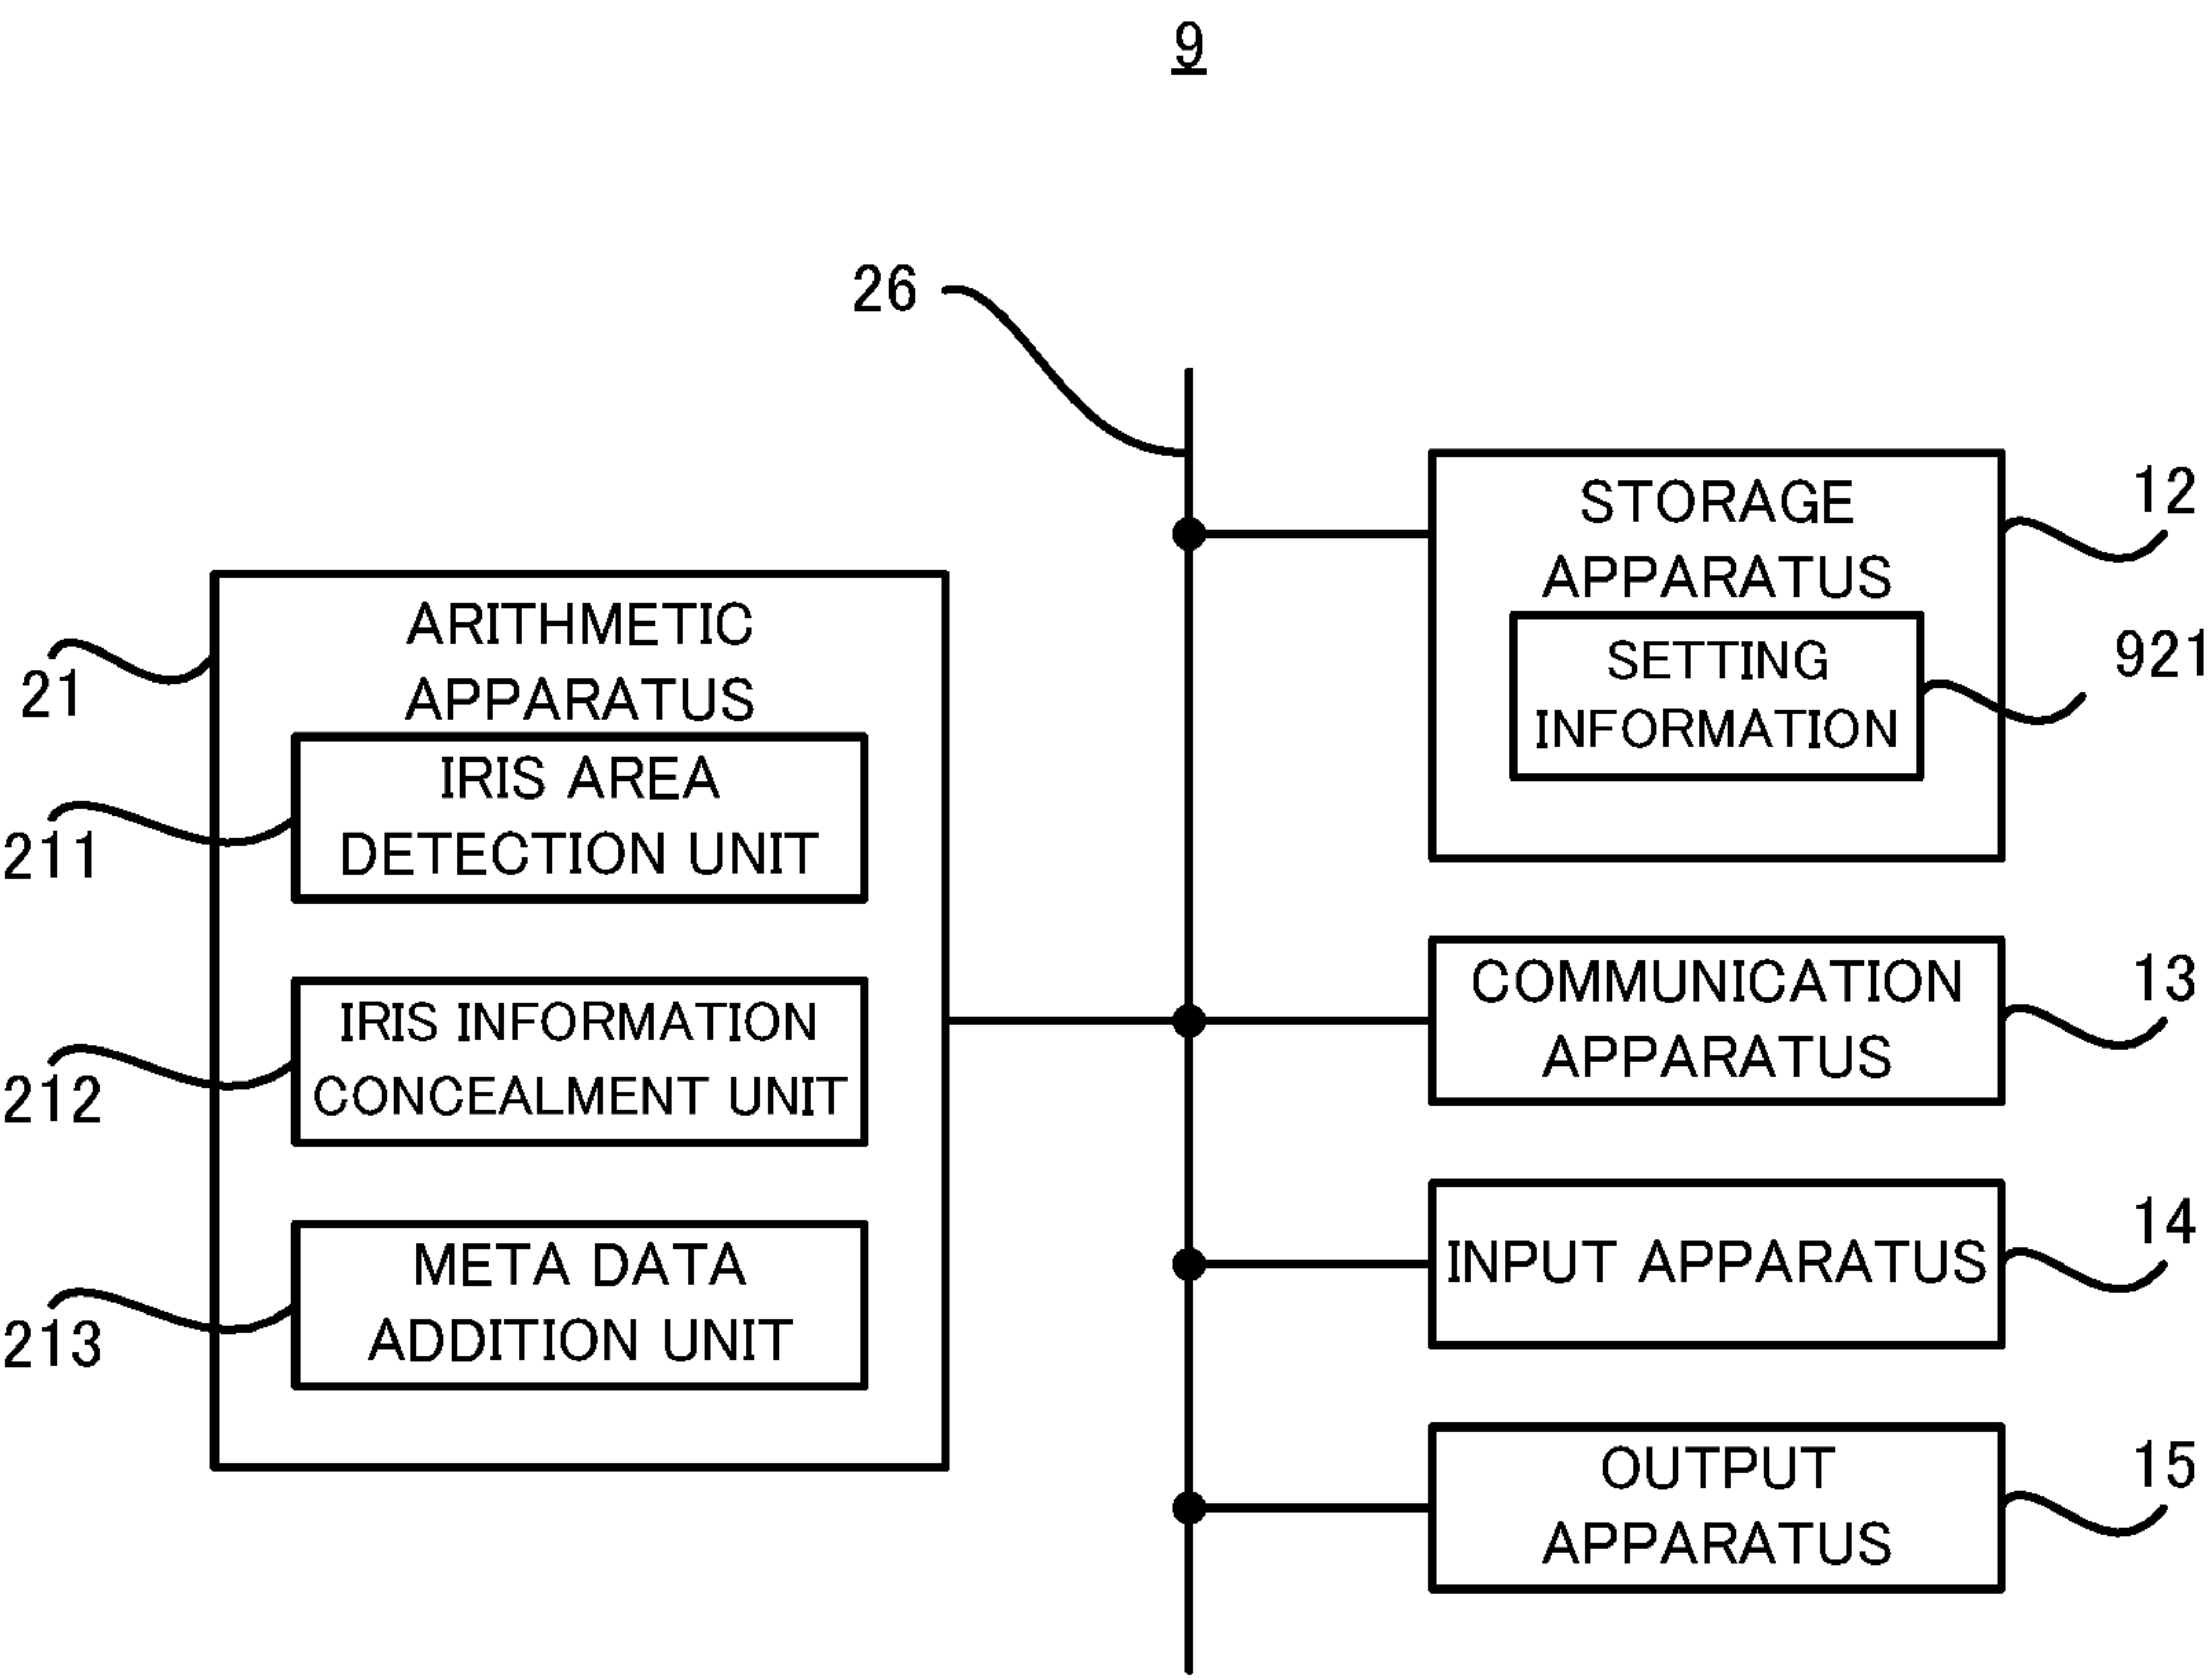 9
26
ARITHMETIC
APPARATUS
21
IRIS AREA
DETECTION UNIT
211
IRIS INFORMATION
CONCEALMENT UNIT
212
META DATA
ADDITION UNIT
213
STORAGE
APPARATUS
12
SETTING
INFORMATION
921
COMMUNICATION
APPARATUS
13
INPUT APPARATUS
14
OUTPUT
APPARATUS
15